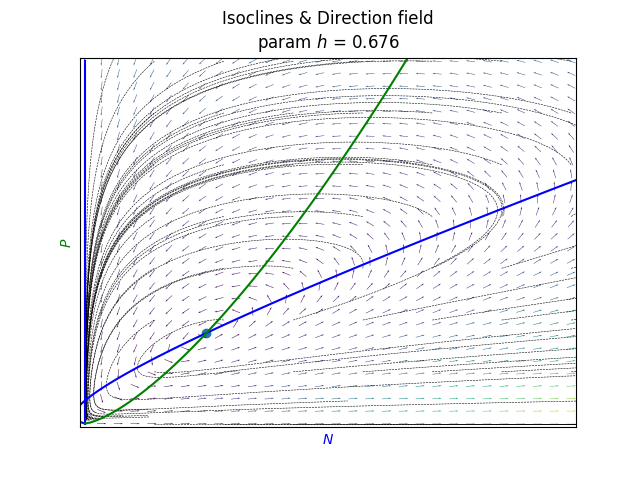 Isoclines & Direction field
param h = 0.676
P
N